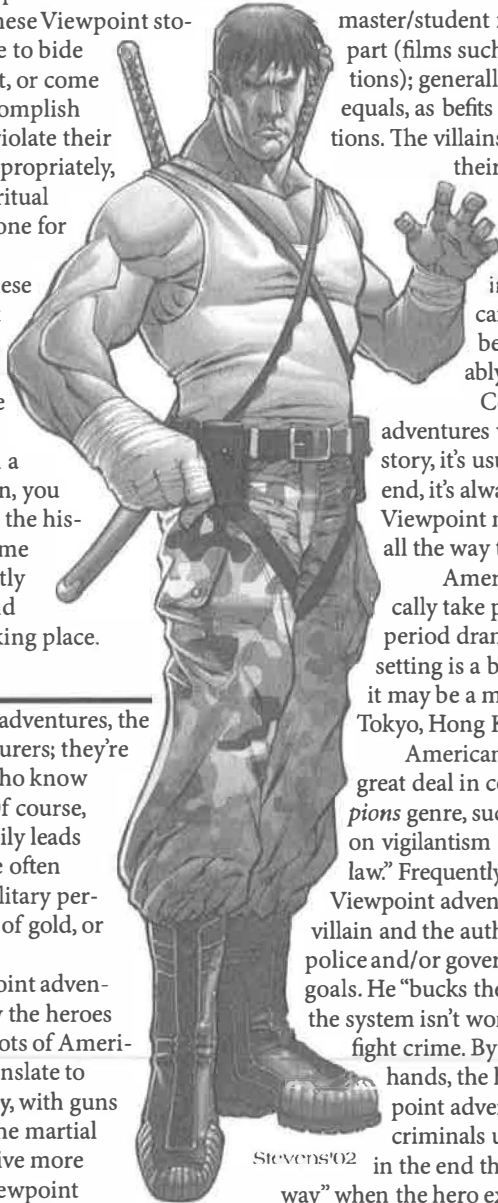 hese Viewpoint sto-
e to bide
t, or come
omplish
iolate their
propriately,
ritual
one for
nese
e
a
n, you
the his-
me
tly
d
king place.
adventures, the
urers; they're
ho know
f course,
ily leads
e often
litary per-
of gold, or
oint adven-
y the heroes
ots of Ameri-
nslate to
y, with guns
ne martial
ive more
ewpoint
master/student
part (films such
tions); generall
equals, as befits
tions. The villains
their
in
ca
be
ably
C
adventures
story, it's usu
end, it's alwa
Viewpoint
all the way t
Amer
cally take p
period dran
setting is a b
it may be a m
Tokyo, Hong K
American
great deal in c
pions genre, suc
on vigilantism
law." Frequently
Viewpoint adven
villain and the auth
police and/or gover
goals. He "bucks the
the system isn't wor
fight crime. By
hands, the h
point adver
criminals u
in the end th
way" when the hero ex
Stevens'02